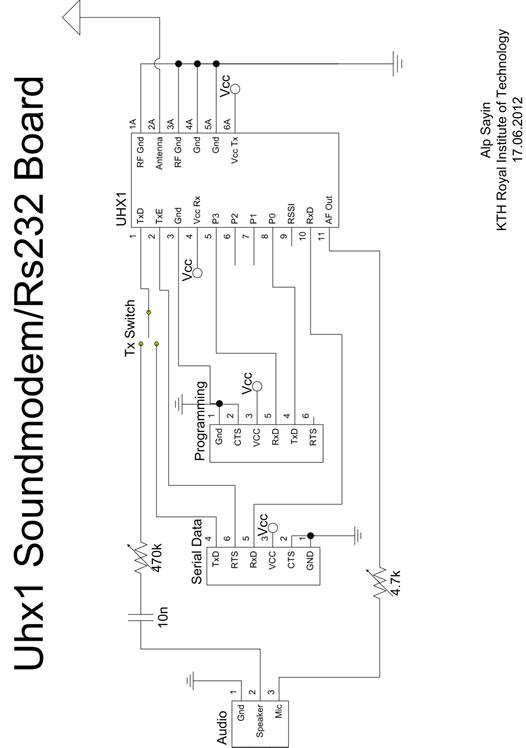 Uhx1 Soundmodem/Rs232 Board
Alp Sayin
KTH Royal Institute of Technology
17.06.2012
UHX1
1A RF Gnd
2A Antenna
3A RF Gnd
4A Gnd
5A Gnd
6A Vcc Tx
Vcc
1 TxD
2 TxE
3 Gnd
4 Vcc Rx
5 P3
6 P2
7 P1
8 P0
9 RSSI
10 RxD
11 AF Out
Vcc
Tx Switch
Programming
1 Gnd
2 CTS
3 VCC
5 RxD
4 TxD
6 RTS
Vcc
Serial Data
4 TxD
6 RTS
5 RxD
3 VCC
2 CTS
1 GND
Vcc
470k
10n
4.7k
Audio
1 Gnd
2 Speaker
3 Mic